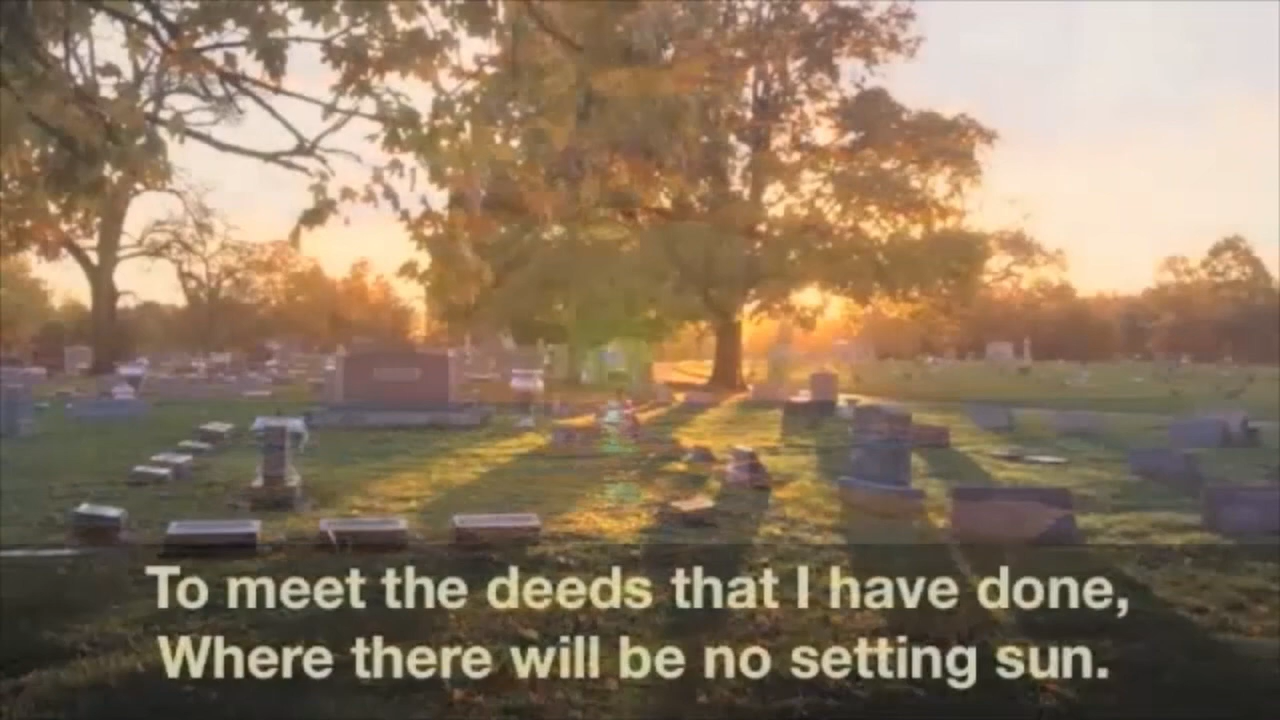 To meet the deeds that I have done,
Where there will be no setting sun.